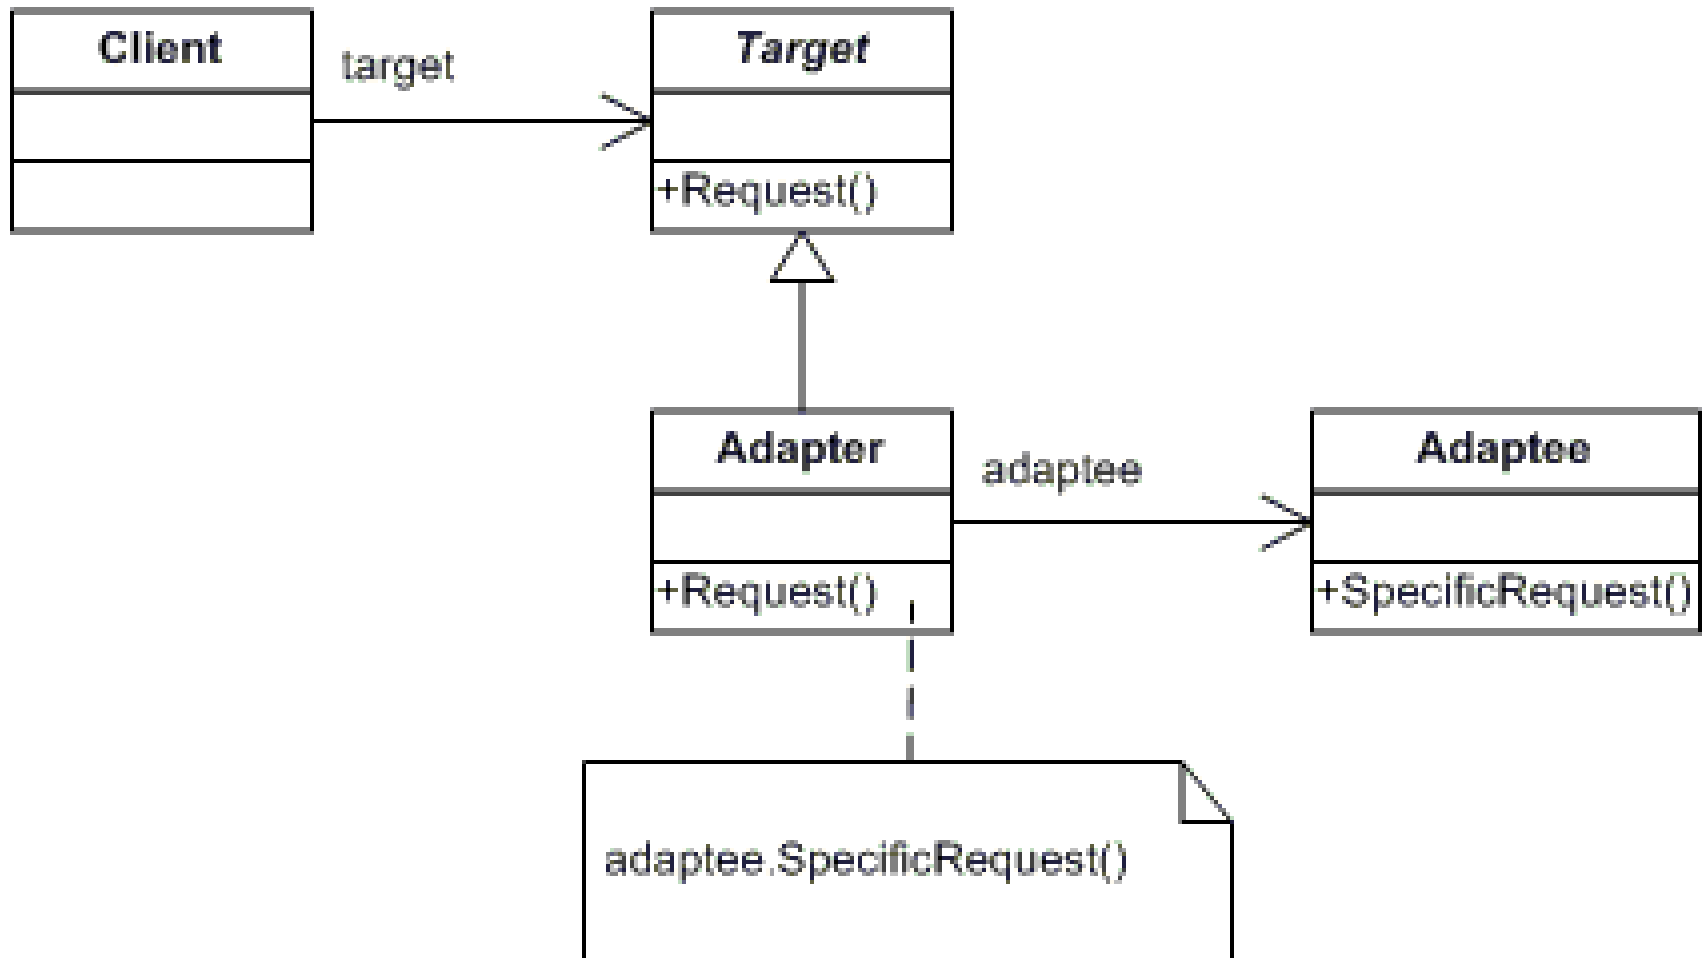 Client
target
Target
+Request()
Adapter
adaptee
Adaptee
+Request()
+SpecificRequest()
adaptee.SpecificRequest()